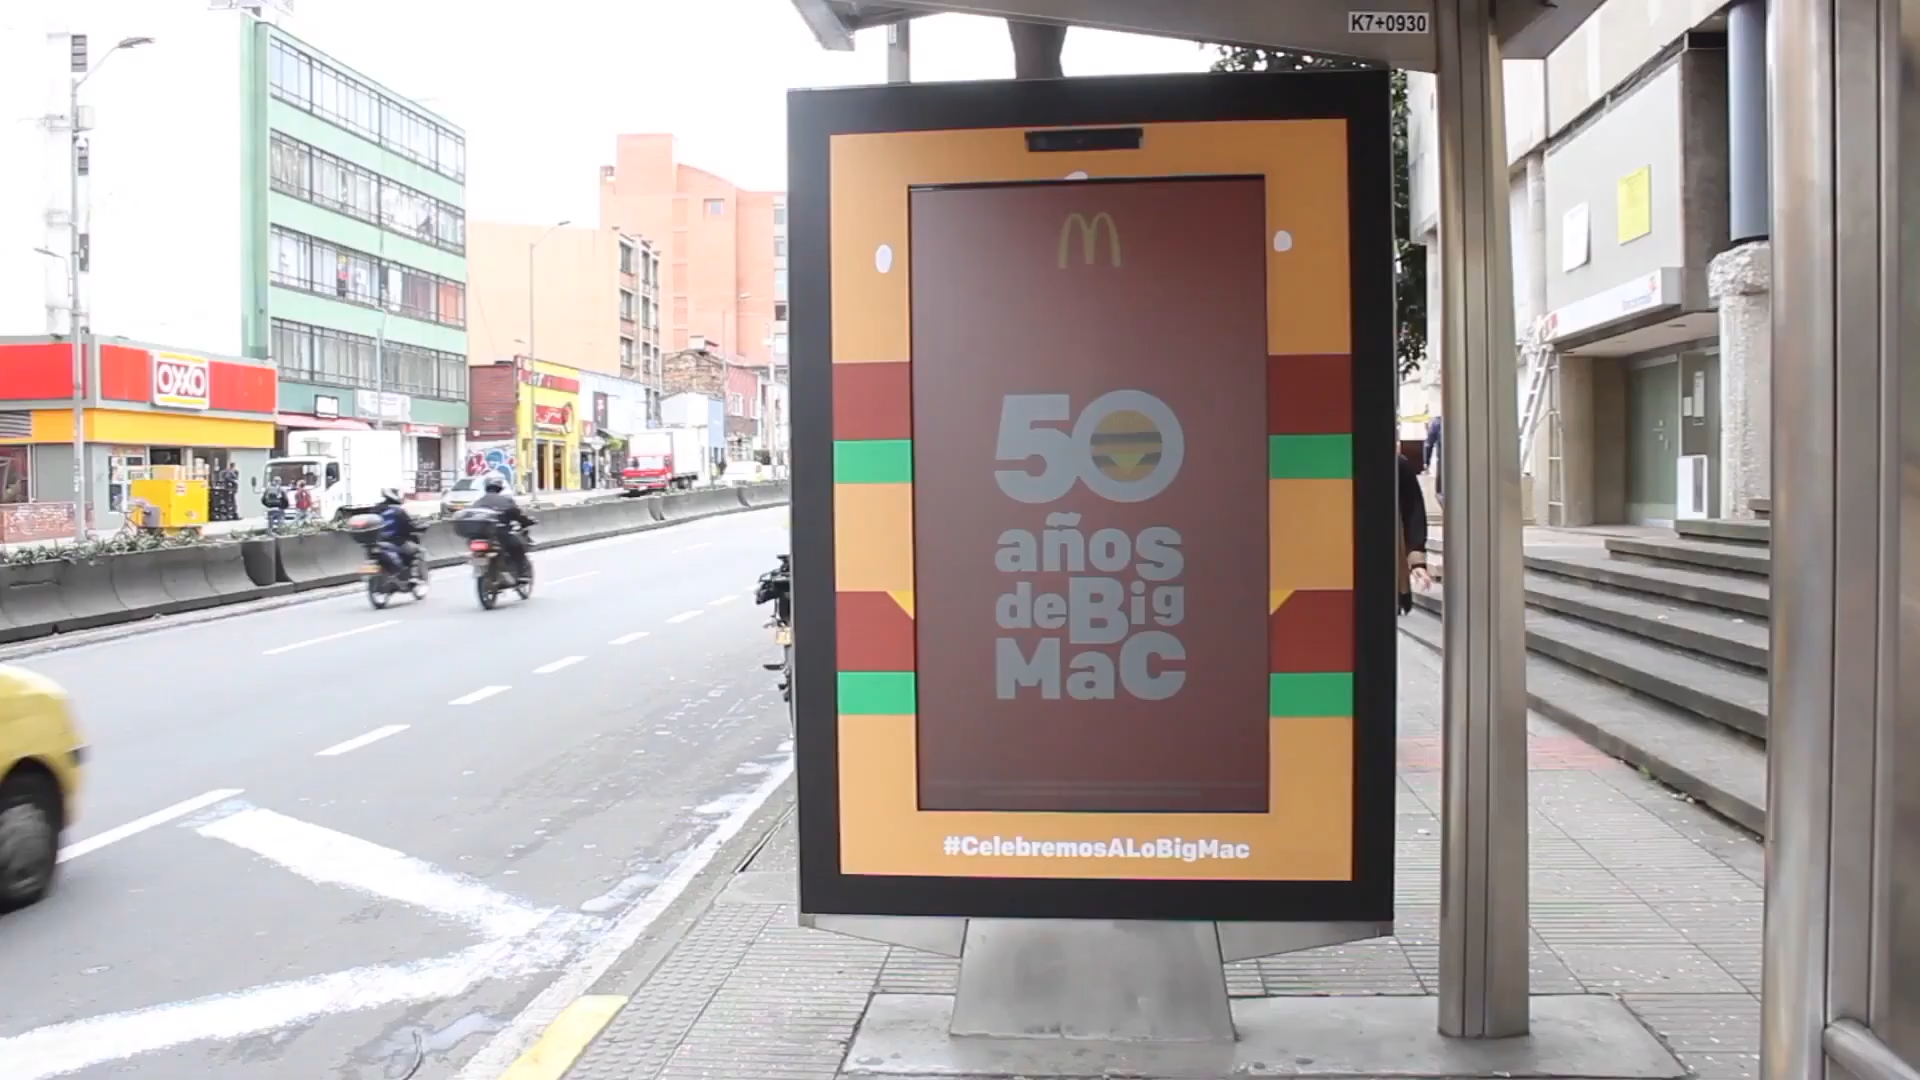 K7+0930
OXXO
50
años
deBig
Mac
#CelebremosALoBigMac